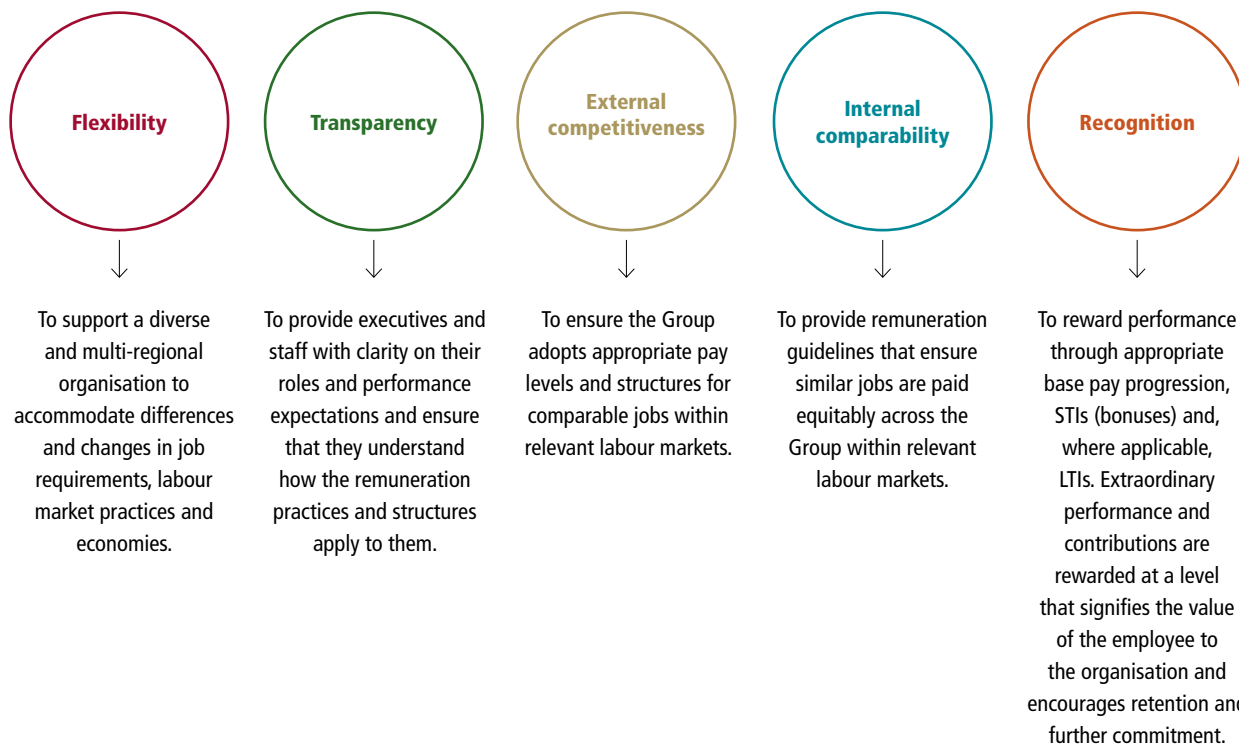 Flexibility
To support a diverse
and multi-regional
organisation to
accommodate differences
and changes in job
requirements, labour
market practices and
economies.
Transparency
To provide executives and
staff with clarity on their
roles and performance
expectations and ensure
that they understand
how the remuneration
practices and structures
apply to them.
External
competitiveness
To ensure the Group
adopts appropriate pay
levels and structures for
comparable jobs within
relevant labour markets.
Internal
comparability
To provide remuneration
guidelines that ensure
similar jobs are paid
equitably across the
Group within relevant
labour markets.
Recognition
To reward performance
through appropriate
base pay progression,
STIs (bonuses) and,
where applicable,
LTIs. Extraordinary
performance and
contributions are
rewarded at a level
that signifies the value
of the employee to
the organisation and
encourages retention and
further commitment.